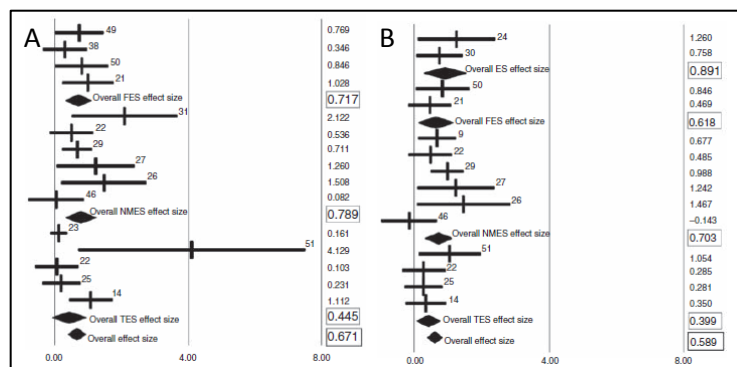 A
49 0.769
38 0.346
50 0.846
21 1.028
Overall FES effect size 0.717
31 2.122
22 0.536
29 0.711
27 1.260
26 1.508
46 0.082
Overall NMES effect size 0.789
23 0.161
51 4.129
22 0.103
25 0.231
14 1.112
Overall TES effect size 0.445
Overall effect size 0.671
0.00 4.00 8.00
B
24 1.260
30 0.758
Overall ES effect size 0.891
50 0.846
21 0.469
Overall FES effect size 0.618
9 0.677
22 0.485
29 0.988
27 1.242
26 1.467
46 -0.143
Overall NMES effect size 0.703
51 1.054
22 0.285
25 0.281
14 0.350
Overall TES effect size 0.399
Overall effect size 0.589
0.00 4.00 8.00